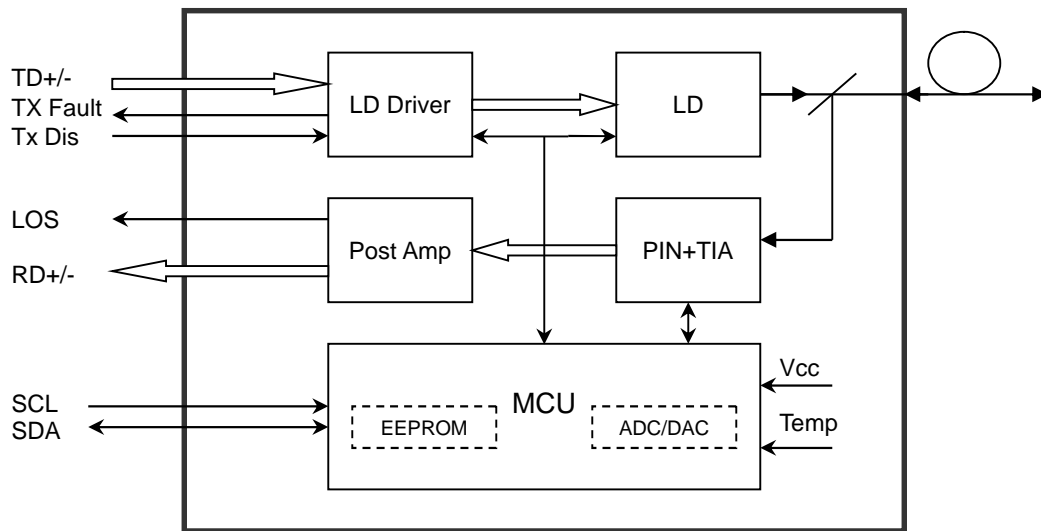 TD+/-
TX Fault
Tx Dis
LD Driver
LD
LOS
RD+/-
Post Amp
PIN+TIA
SCL
SDA
MCU
EEPROM
ADC/DAC
Vcc
Temp